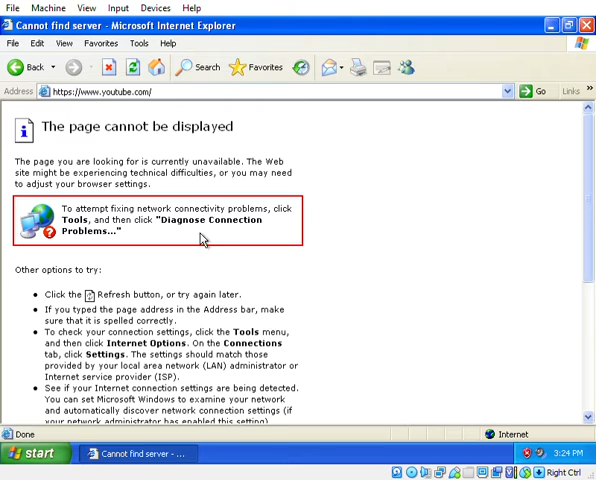 File Machine View Input Devices Help
Cannot find server - Microsoft Internet Explorer
File Edit View Favorites Tools Help
Back Search Favorites
Address https://www.youtube.com/ Go Links »
The page cannot be displayed
The page you are looking for is currently unavailable. The Web
site might be experiencing technical difficulties, or you may need
to adjust your browser settings.
To attempt fixing network connectivity problems, click
Tools, and then click "Diagnose Connection
Problems..."
Other options to try:
• Click the Refresh button, or try again later.
• If you typed the page address in the Address bar, make
sure that it is spelled correctly.
• To check your connection settings, click the Tools menu,
and then click Internet Options. On the Connections
tab, click Settings. The settings should match those
provided by your local area network (LAN) administrator or
Internet service provider (ISP).
• See if your Internet connection settings are being detected.
You can set Microsoft Windows to examine your network
and automatically discover network connection settings (if
your network administrator has enabled this setting).
Done Internet
start Cannot find server - ... 3:24 PM
Right Ctrl